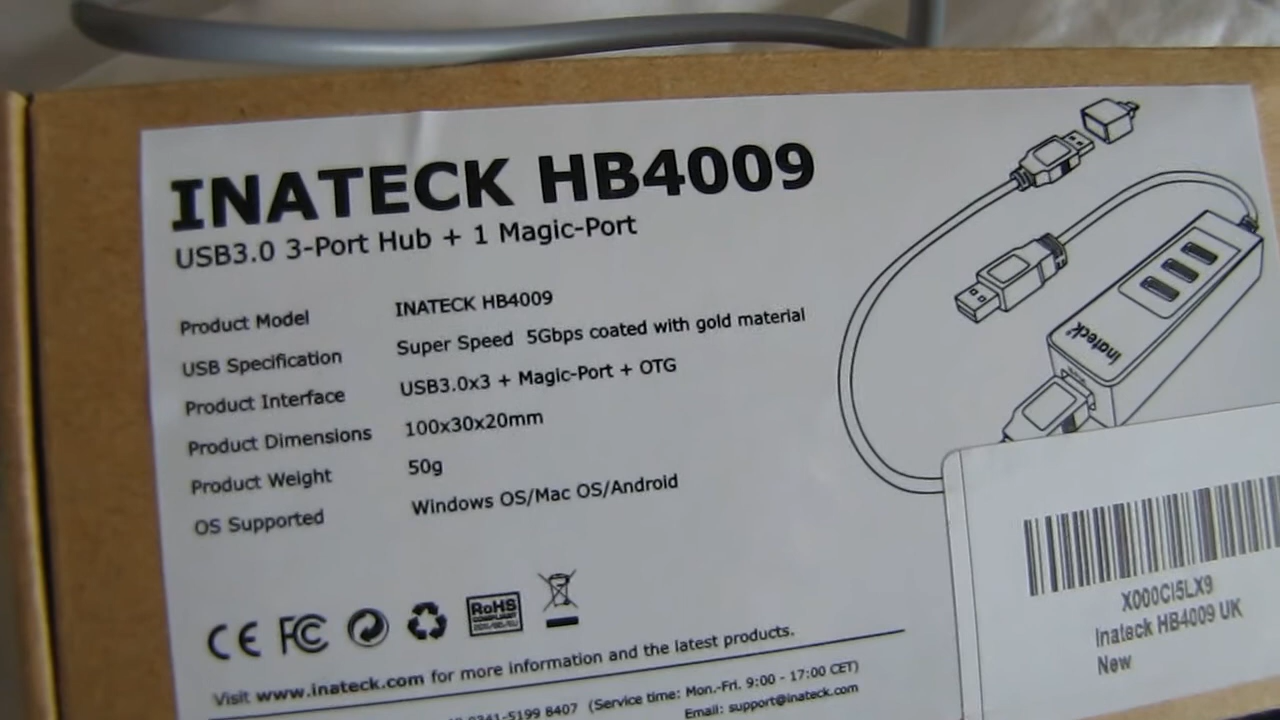 INATECK HB4009
USB3.0 3-Port Hub + 1 Magic-Port
Product Model INATECK HB4009
USB Specification Super Speed 5Gbps coated with gold material
Product Interface USB3.0x3 + Magic-Port + OTG
Product Dimensions 100x30x20mm
Product Weight 50g
OS Supported Windows OS/Mac OS/Android
CE FC RoHS
COMPLIANT
Visit www.inateck.com for more information and the latest products.
0341-5199 8407 (Service time: Mon.-Fri. 9:00 - 17:00 CET)
Email: support@inateck.com
Inateck
X000CI5LX9
Inateck HB4009 UK
New